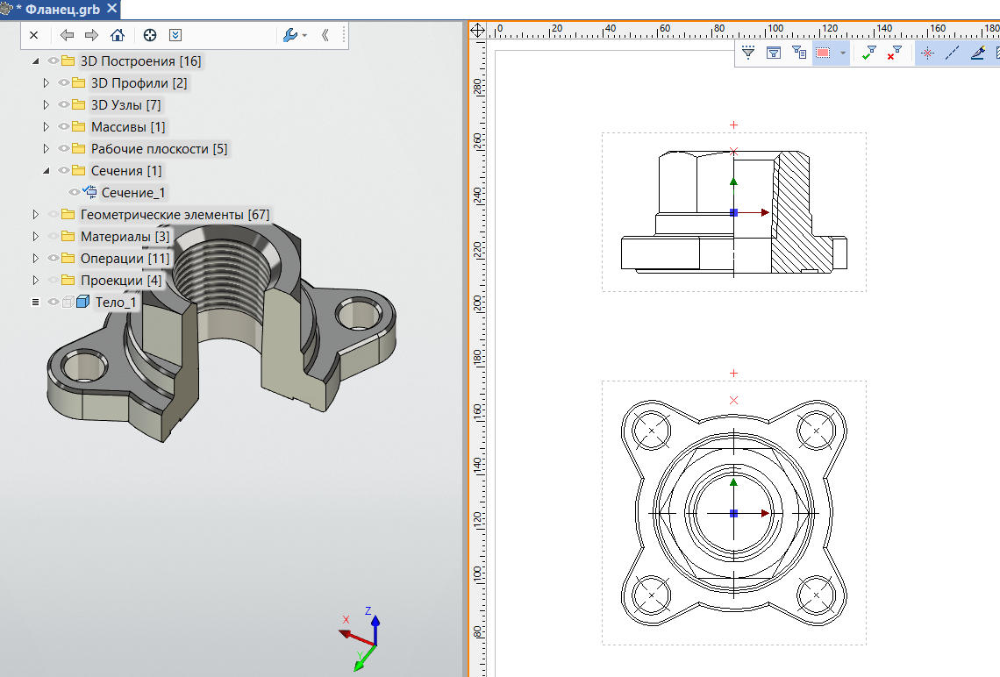 * Фланец.grb
3D Построения [16]
3D Профили [2]
3D Узлы [7]
Массивы [1]
Рабочие плоскости [5]
Сечения [1]
Сечение_1
Геометрические элементы [67]
Материалы [3]
Операции [11]
Проекции [4]
Тело_1
Z
X
Y
0 20 40 60 80 100 120 140 160 180
280
260
240
220
200
180
160
140
120
100
80